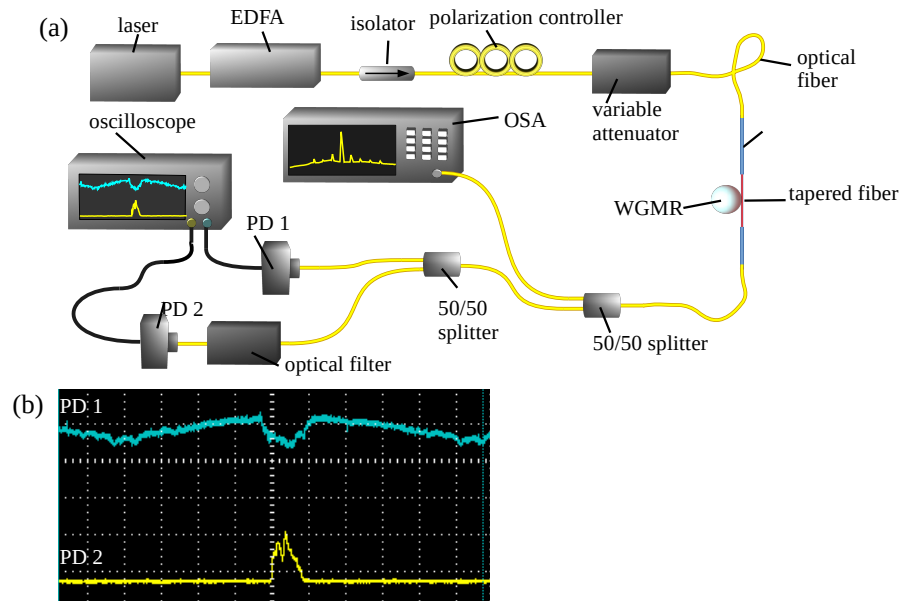 (a)
laser
EDFA
isolator
polarization controller
variable
attenuator
optical
fiber
oscilloscope
OSA
WGMR
tapered fiber
PD 1
PD 2
50/50
splitter
50/50 splitter
optical filter
(b)
PD 1
PD 2